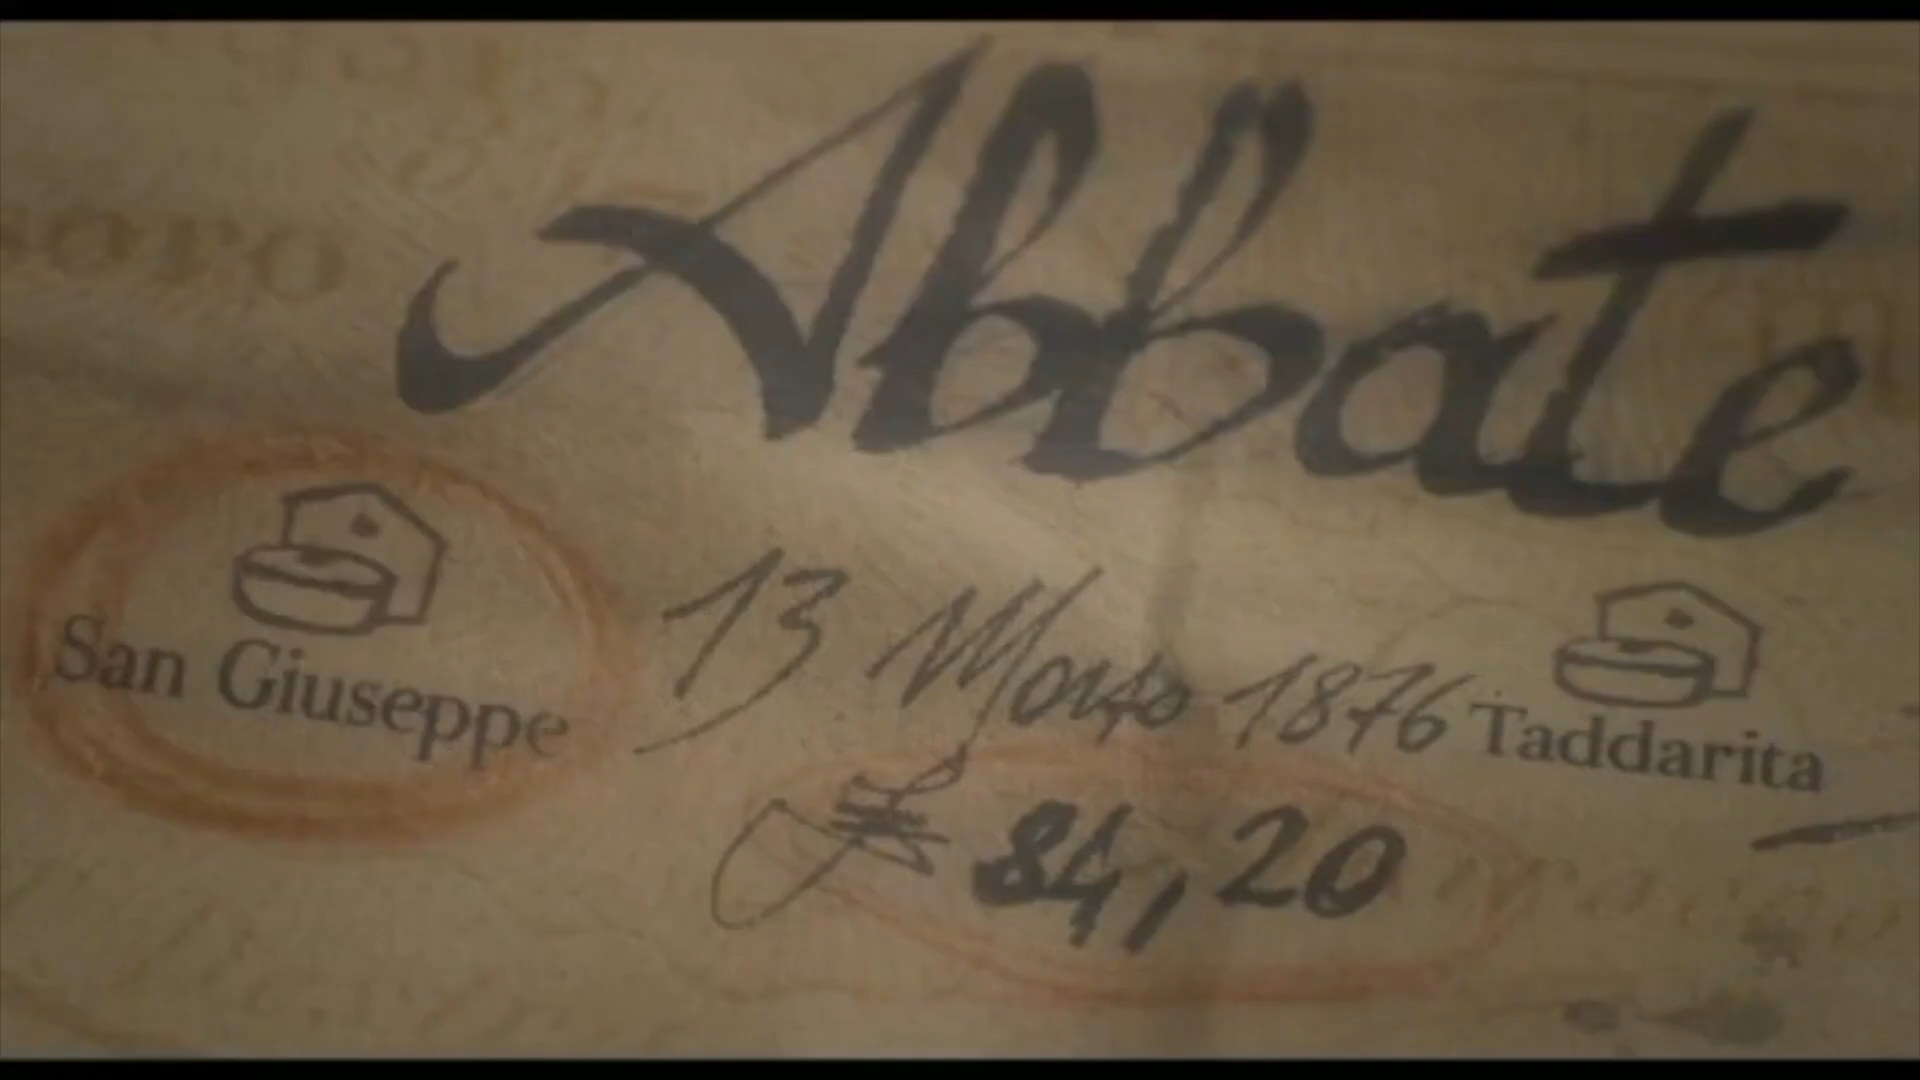 Abbate
San Giuseppe
13 Marzo 1876
Taddarita
₤ 84,20